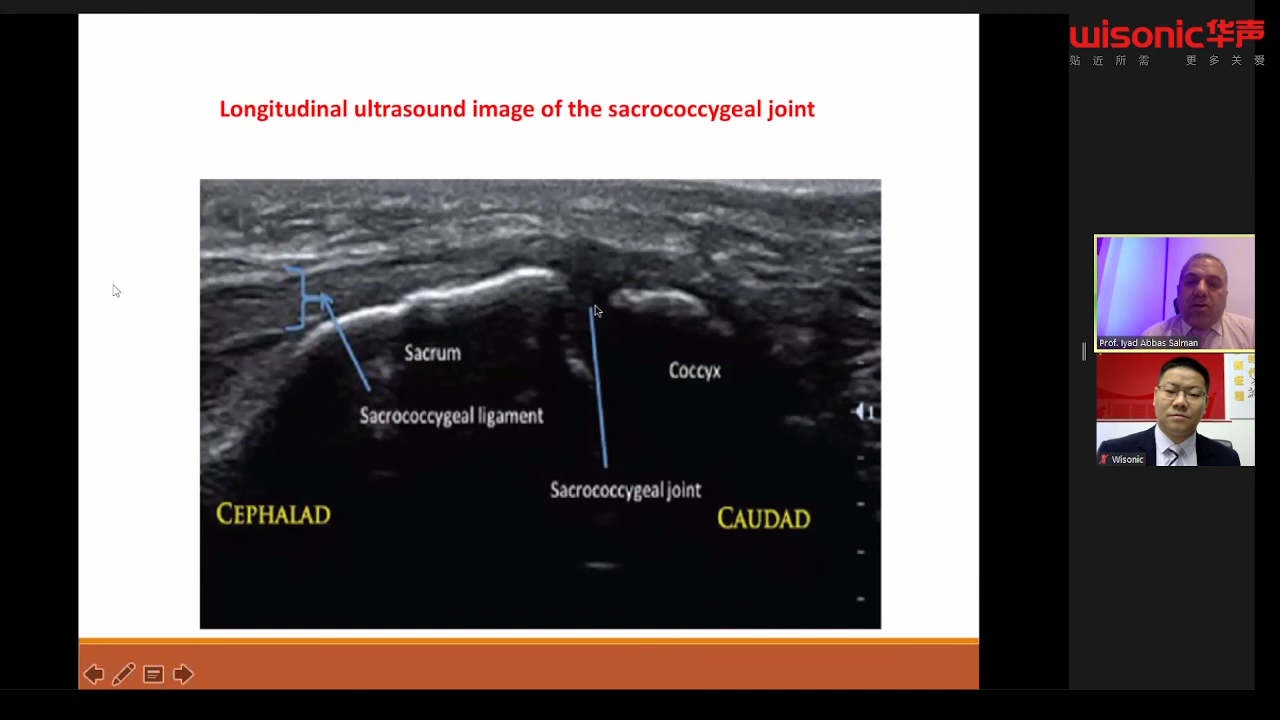 wisonic华声
贴近所需 更多关爱
Longitudinal ultrasound image of the sacrococcygeal joint
Sacrum
Coccyx
Sacrococcygeal ligament
1
Sacrococcygeal joint
CEPHALAD
CAUDAD
Prof. Iyad Abbas Salman
Wisonic